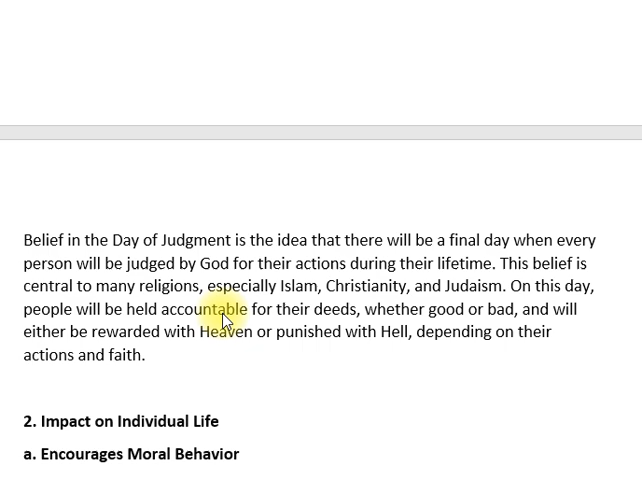 Belief in the Day of Judgment is the idea that there will be a final day when every
person will be judged by God for their actions during their lifetime. This belief is
central to many religions, especially Islam, Christianity, and Judaism. On this day,
people will be held accountable for their deeds, whether good or bad, and will
either be rewarded with Heaven or punished with Hell, depending on their
actions and faith.
2. Impact on Individual Life
a. Encourages Moral Behavior